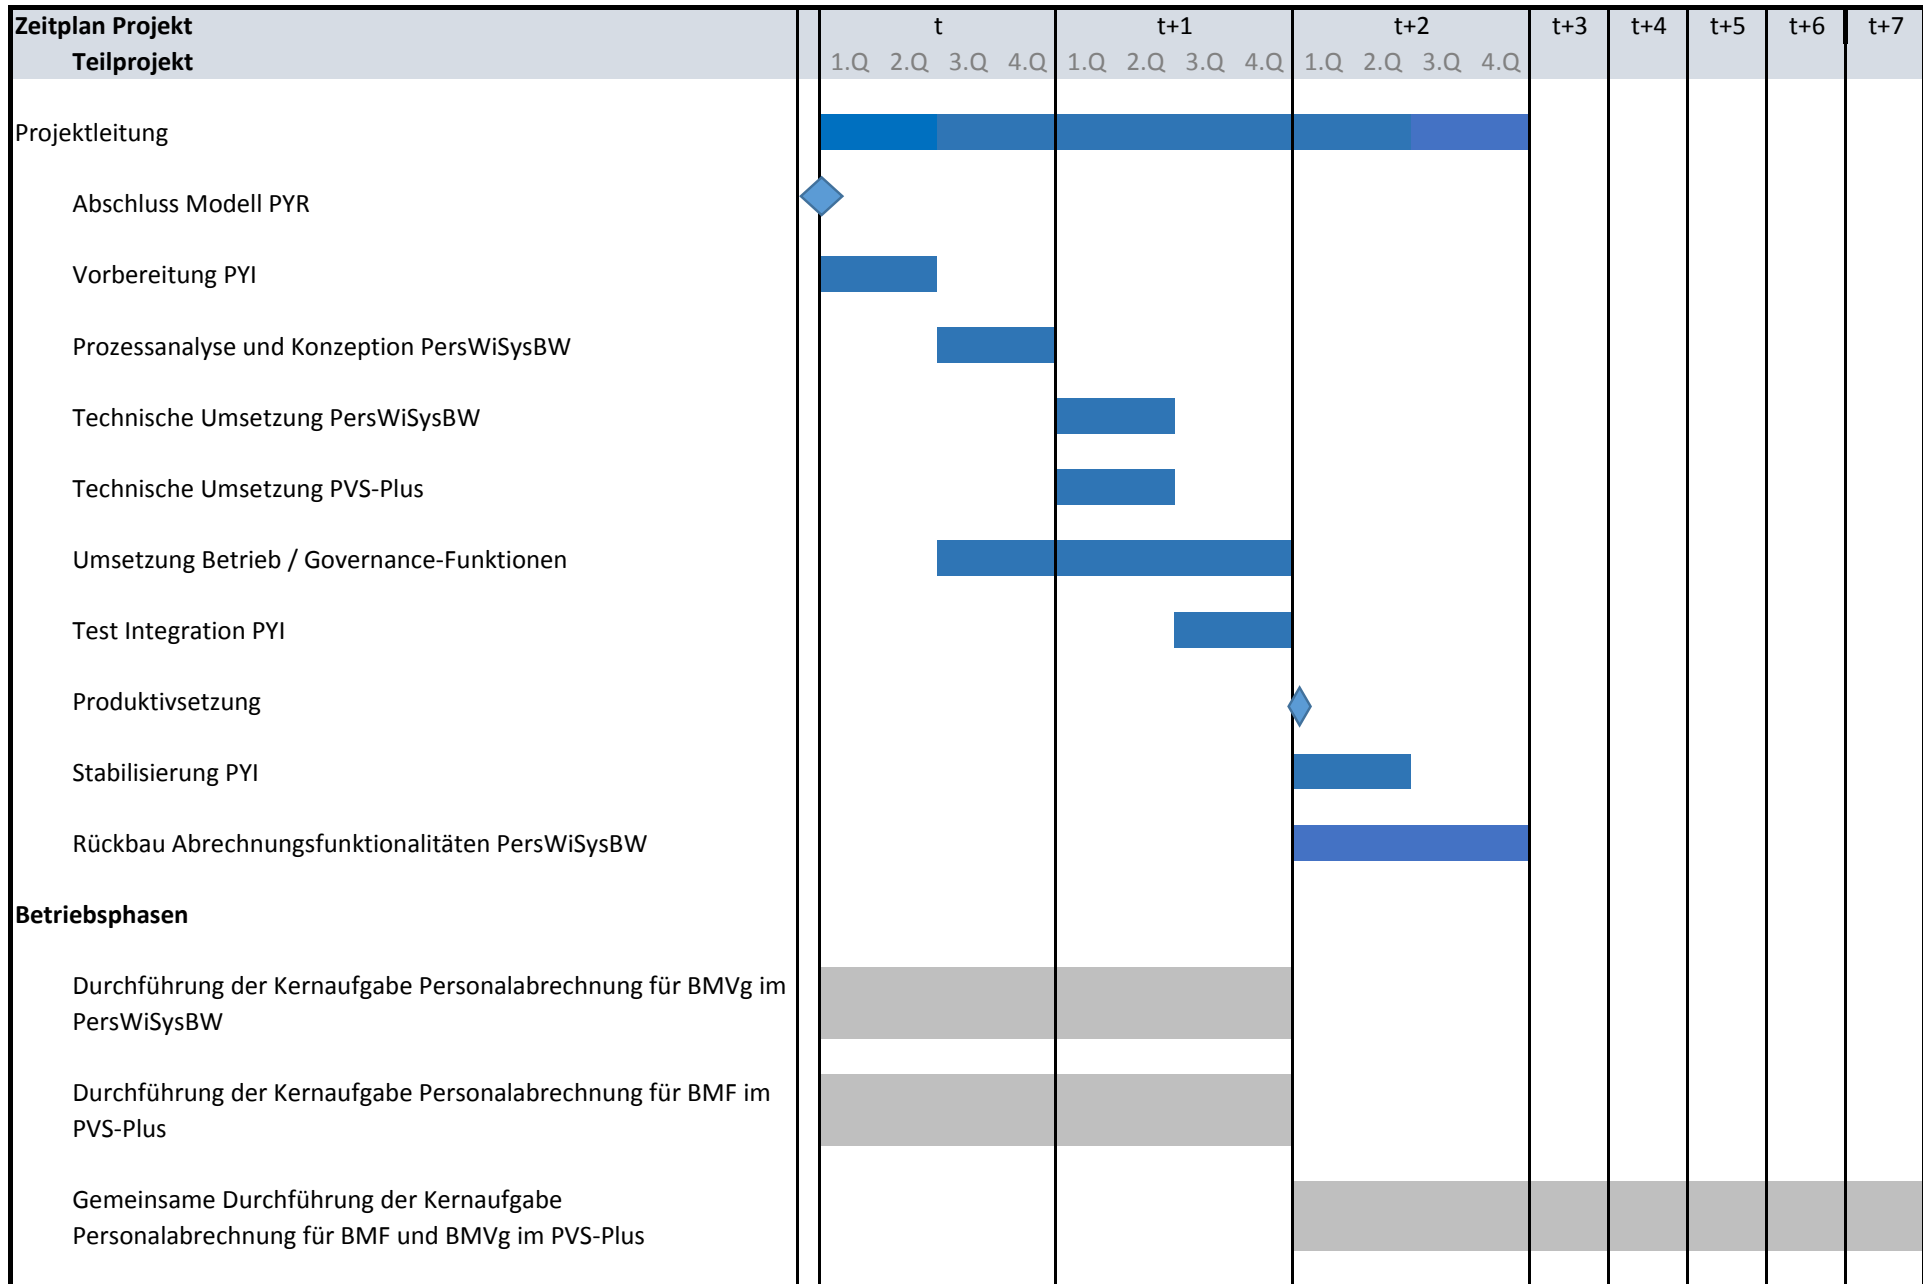 Zeitplan Projekt t t+1 t+2 t+3 t+4 t+5 t+6 t+7
Teilprojekt 1.Q 2.Q 3.Q 4.Q 1.Q 2.Q 3.Q 4.Q 1.Q 2.Q 3.Q 4.Q
Projektleitung
Abschluss Modell PYR
Vorbereitung PYI
Prozessanalyse und Konzeption PersWiSysBW
Technische Umsetzung PersWiSysBW
Technische Umsetzung PVS-Plus
Umsetzung Betrieb / Governance-Funktionen
Test Integration PYI
Produktivsetzung
Stabilisierung PYI
Rückbau Abrechnungsfunktionalitäten PersWiSysBW
Betriebsphasen
Durchführung der Kernaufgabe Personalabrechnung für BMVg im
PersWiSysBW
Durchführung der Kernaufgabe Personalabrechnung für BMF im
PVS-Plus
Gemeinsame Durchführung der Kernaufgabe
Personalabrechnung für BMF und BMVg im PVS-Plus